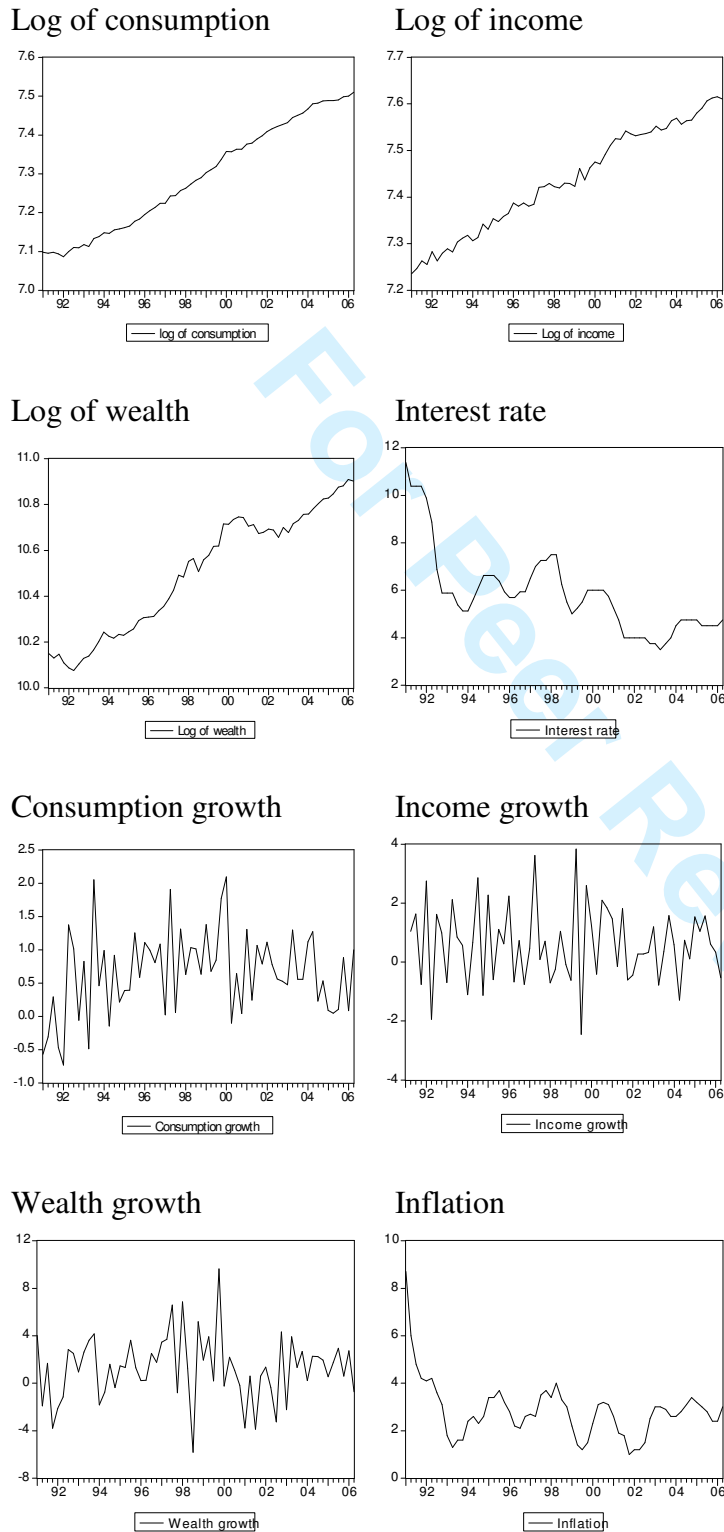 Log of consumption
Log of income
7.6
7.5
7.4
7.3
7.2
7.1
7.0
92 94 96 98 00 02 04 06
log of consumption
7.7
7.6
7.5
7.4
7.3
7.2
92 94 96 98 00 02 04 06
Log of income
Log of wealth
Interest rate
11.0
10.8
10.6
10.4
10.2
10.0
92 94 96 98 00 02 04 06
Log of wealth
12
10
8
6
4
2
92 94 96 98 00 02 04 06
Interest rate
Consumption growth
Income growth
2.5
2.0
1.5
1.0
0.5
0.0
-0.5
-1.0
92 94 96 98 00 02 04 06
Consumption growth
4
2
0
-2
-4
92 94 96 98 00 02 04 06
Income growth
Wealth growth
Inflation
12
8
4
0
-4
-8
92 94 96 98 00 02 04 06
Wealth growth
10
8
6
4
2
0
92 94 96 98 00 02 04 06
Inflation
For Peer Re